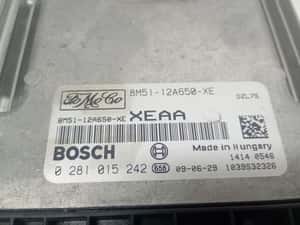 FoMoCo
8M51-12A650-XE
8M51-12A650-XE XEAA
BOSCH Made in Hungary
1414 0546
0 281 015 242 656 09-06-29 1039S32326